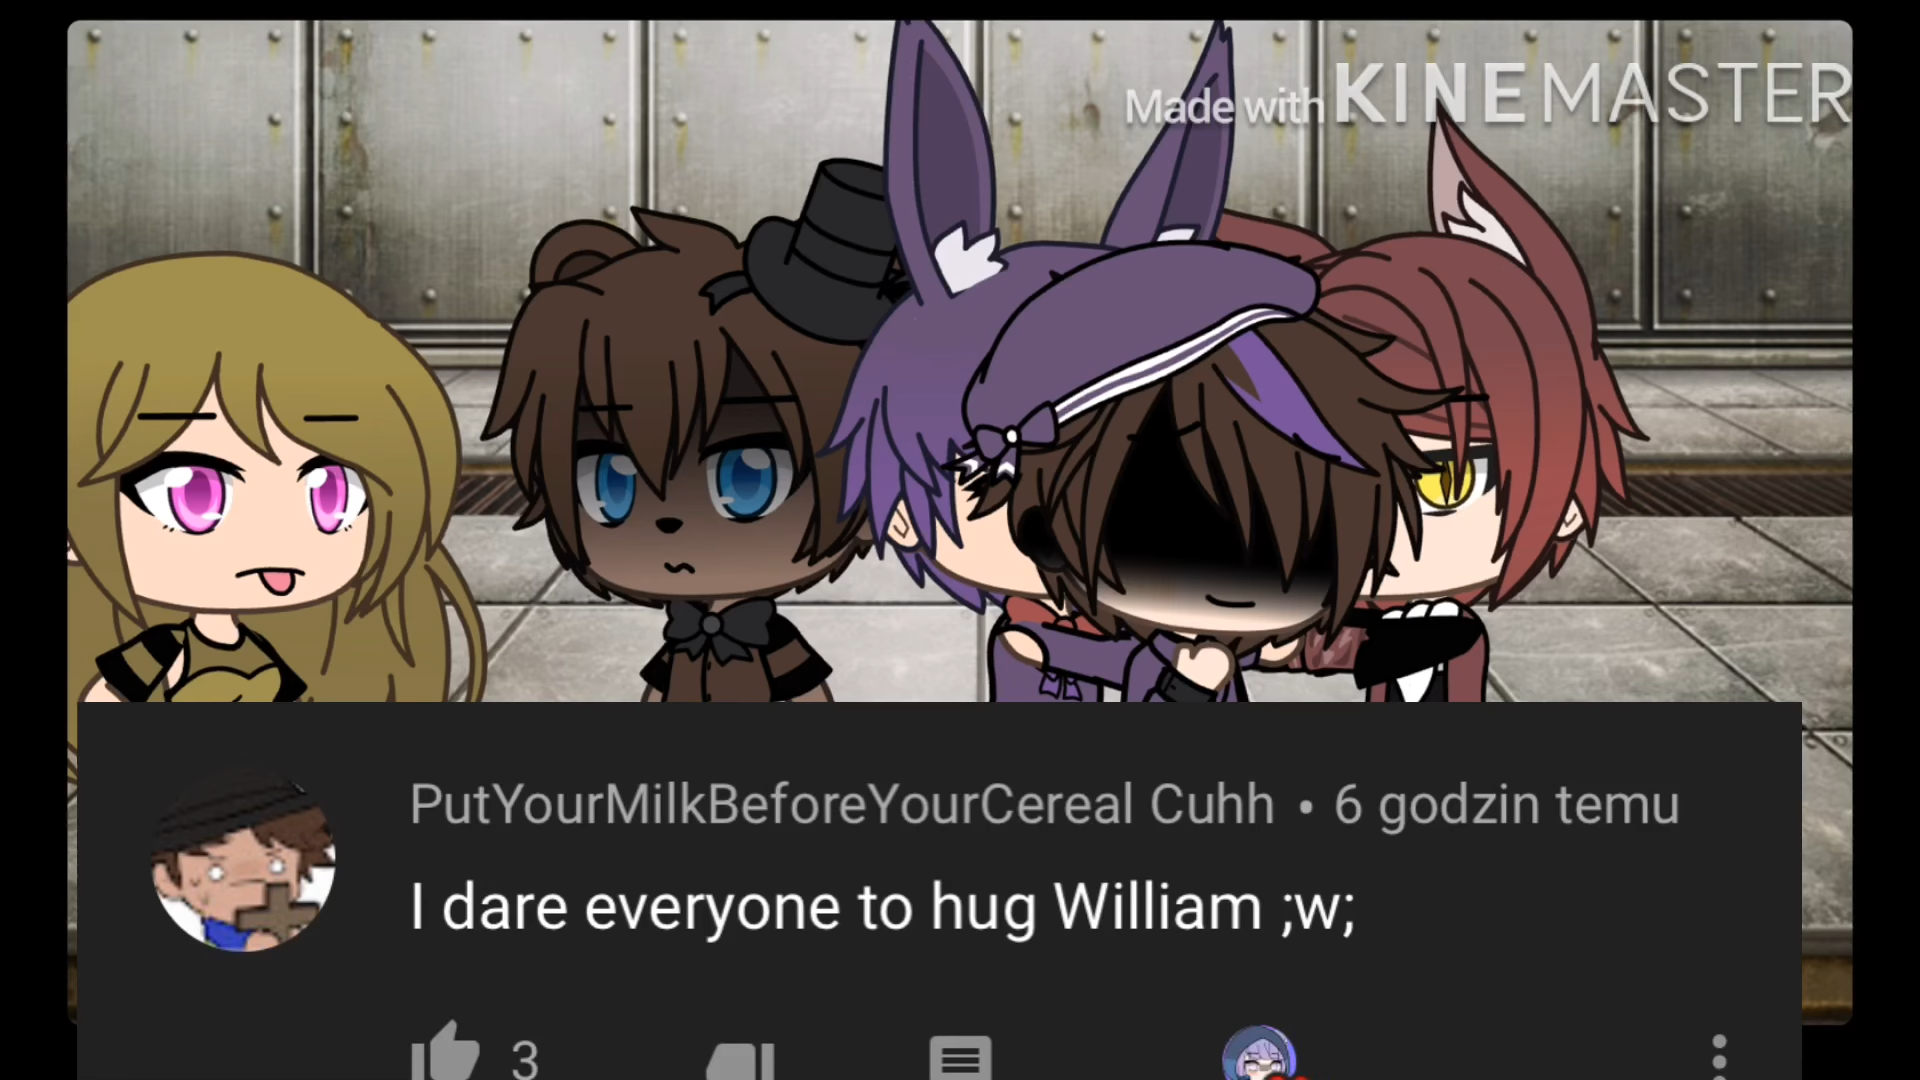 Made with KINEMASTER
PutYourMilkBeforeYourCereal Cuhh • 6 godzin temu
I dare everyone to hug William ;w;
3